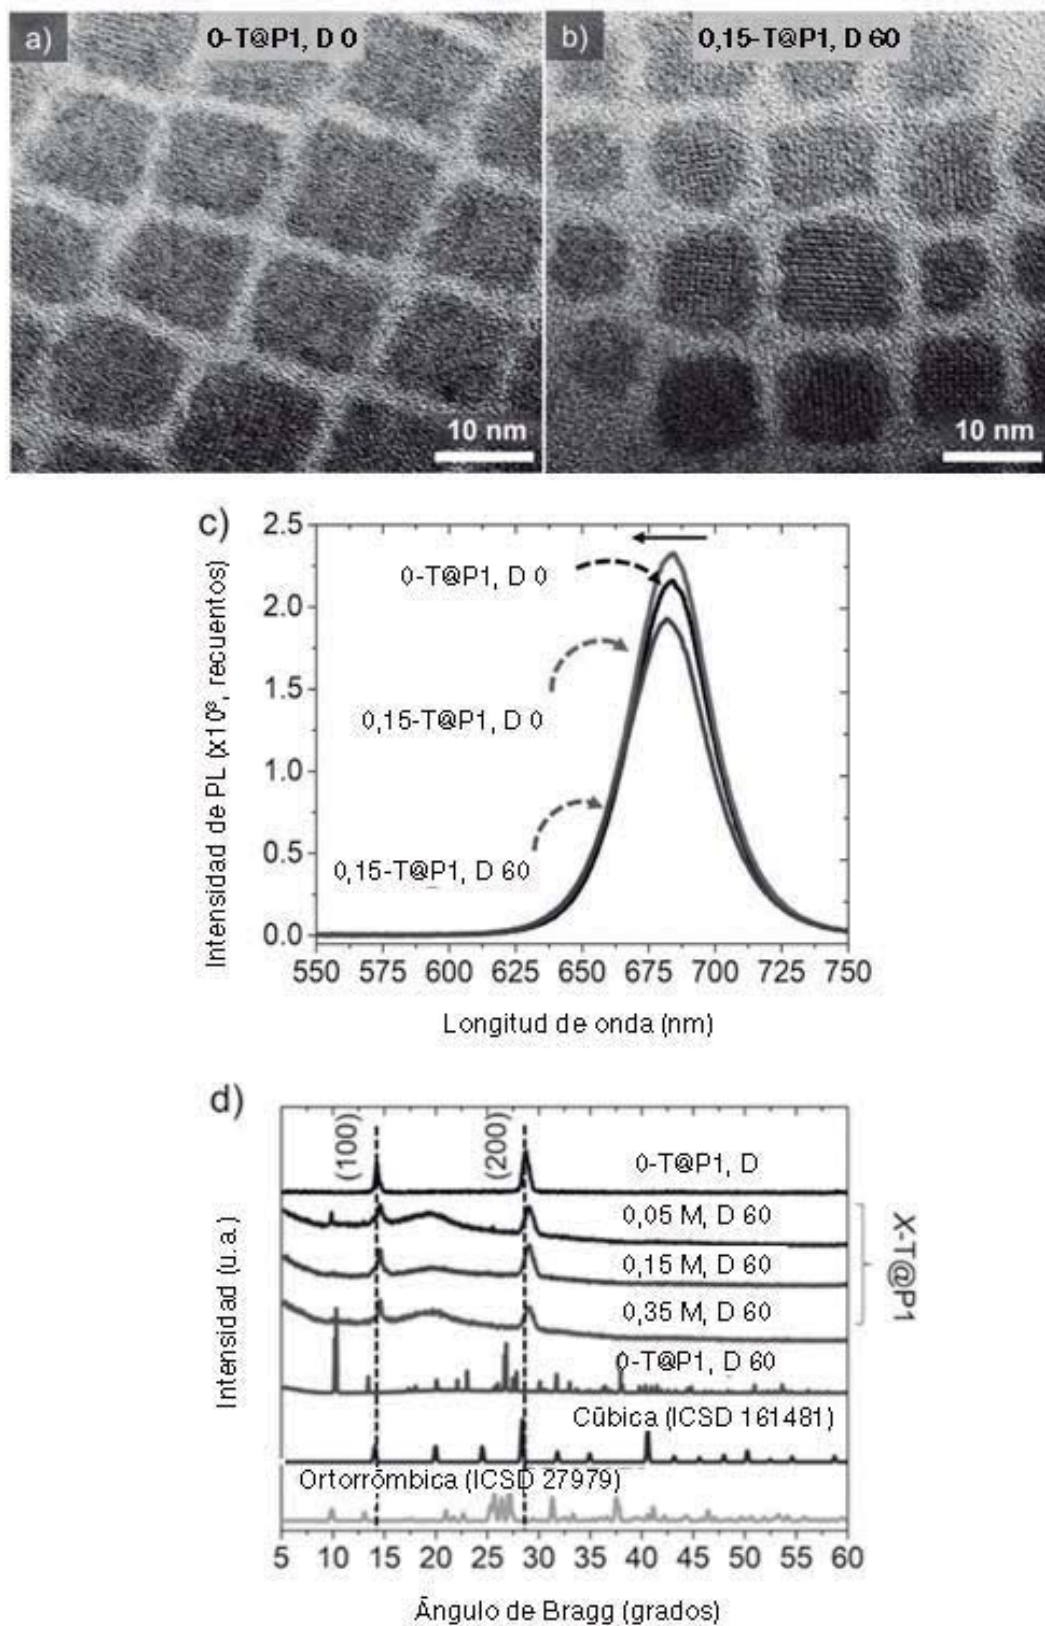 a)
0-T@P1, D 0
10 nm
b)
0,15-T@P1, D 60
10 nm
c)
2.5
2.0
1.5
1.0
0.5
0.0
Intensidad de PL (x10⁶, recuentos)
0-T@P1, D 0
0,15-T@P1, D 0
0,15-T@P1, D 60
550 575 600 625 650 675 700 725 750
Longitud de onda (nm)
d)
Intensidad (u. a.)
(100)
(200)
0-T@P1, D
0,05 M, D 60
0,15 M, D 60
0,35 M, D 60
X-T@P1
0-T@P1, D 60
Cūbica (ICSD 161481)
Ortorrōmbica (ICSD 27979)
5 10 15 20 25 30 35 40 45 50 55 60
Āngulo de Bragg (grados)